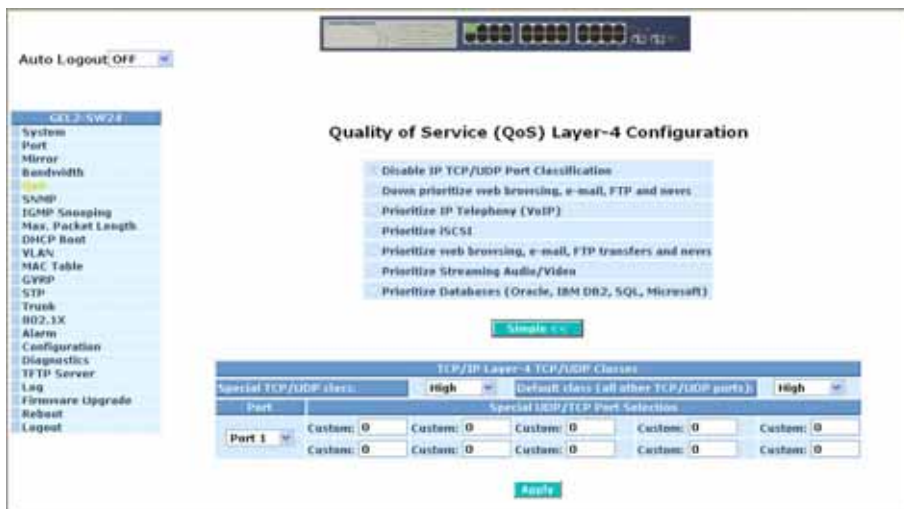 Auto Logout OFF
GEL2-SW24
System
Port
Mirror
Bandwidth
QoS
SNMP
IGMP Snooping
Max. Packet Length
DHCP Boot
VLAN
MAC Table
GVRP
STP
Trunk
802.1X
Alarm
Configuration
Diagnostics
TFTP Server
Log
Firmware Upgrade
Reboot
Logout
Quality of Service (QoS) Layer-4 Configuration
Disable IP TCP/UDP Port Classification
Down prioritize web browsing, e-mail, FTP and news
Prioritize IP Telephony (VoIP)
Prioritize iSCSI
Prioritize web browsing, e-mail, FTP transfers and news
Prioritize Streaming Audio/Video
Prioritize Databases (Oracle, IBM DB2, SQL, Microsoft)
Simple <<
TCP/IP Layer-4 TCP/UDP Classes
Special TCP/UDP class: High Default class (all other TCP/UDP ports): High
Port Special UDP/TCP Port Selection
Port 1
Custom: 0 Custom: 0 Custom: 0 Custom: 0 Custom: 0
Custom: 0 Custom: 0 Custom: 0 Custom: 0 Custom: 0
Apply